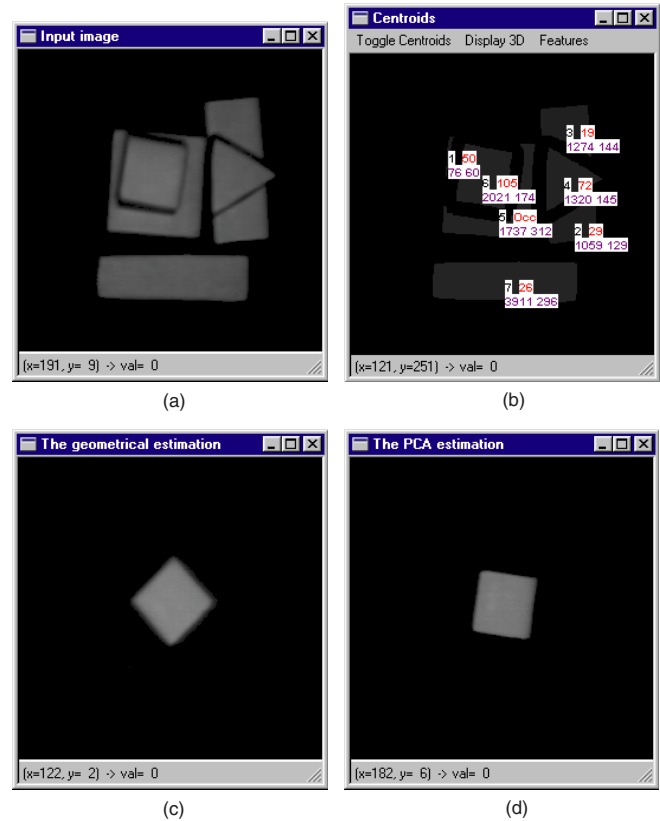 Input image
(x=191, y= 9) -> val= 0
(a)
Centroids
Toggle Centroids Display 3D Features
3 19
1274 144
1 50
76 60
6 105
2021 174
4 72
1320 145
5 Occ
1737 312
2 29
1059 129
7 26
3911 296
(x=121, y=251) -> val= 0
(b)
The geometrical estimation
(x=122, y= 2) -> val= 0
(c)
The PCA estimation
(x=182, y= 6) -> val= 0
(d)